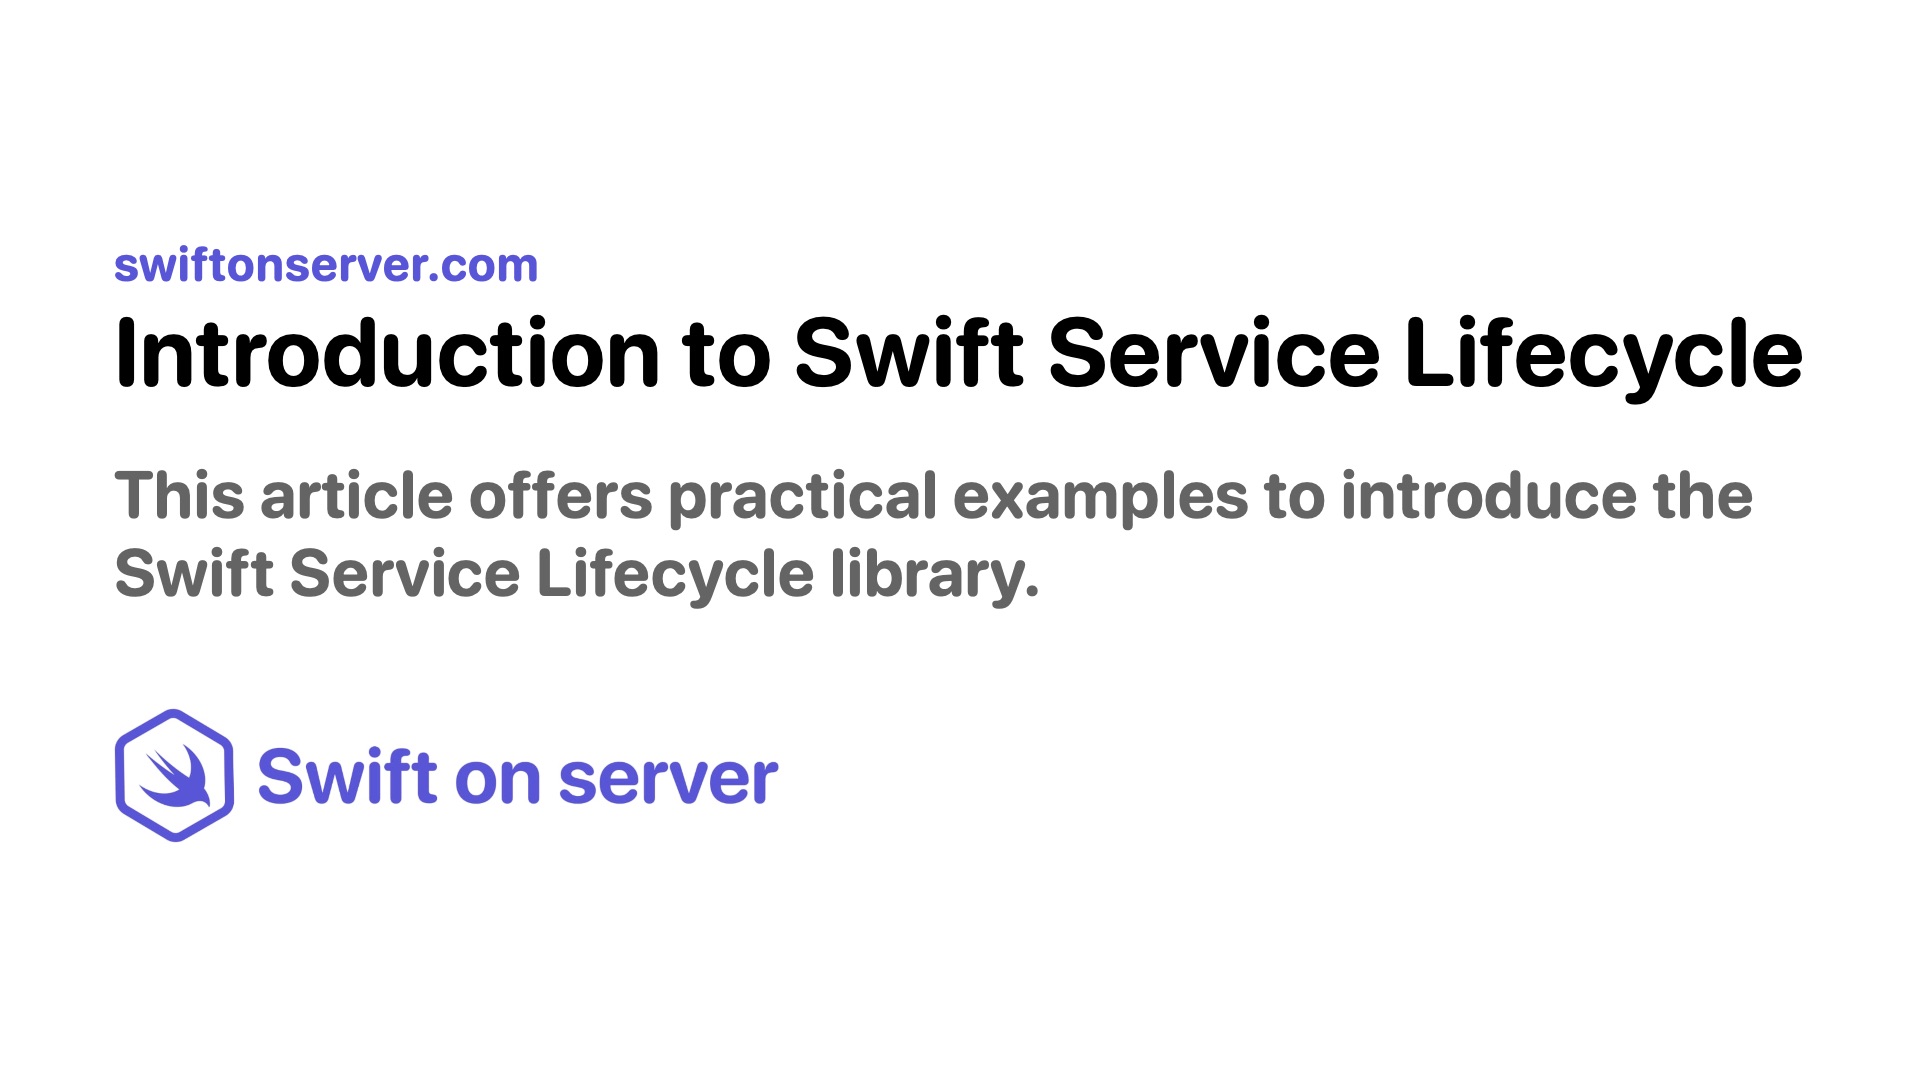 swiftonserver.com
Introduction to Swift Service Lifecycle
This article offers practical examples to introduce the
Swift Service Lifecycle library.
Swift on server